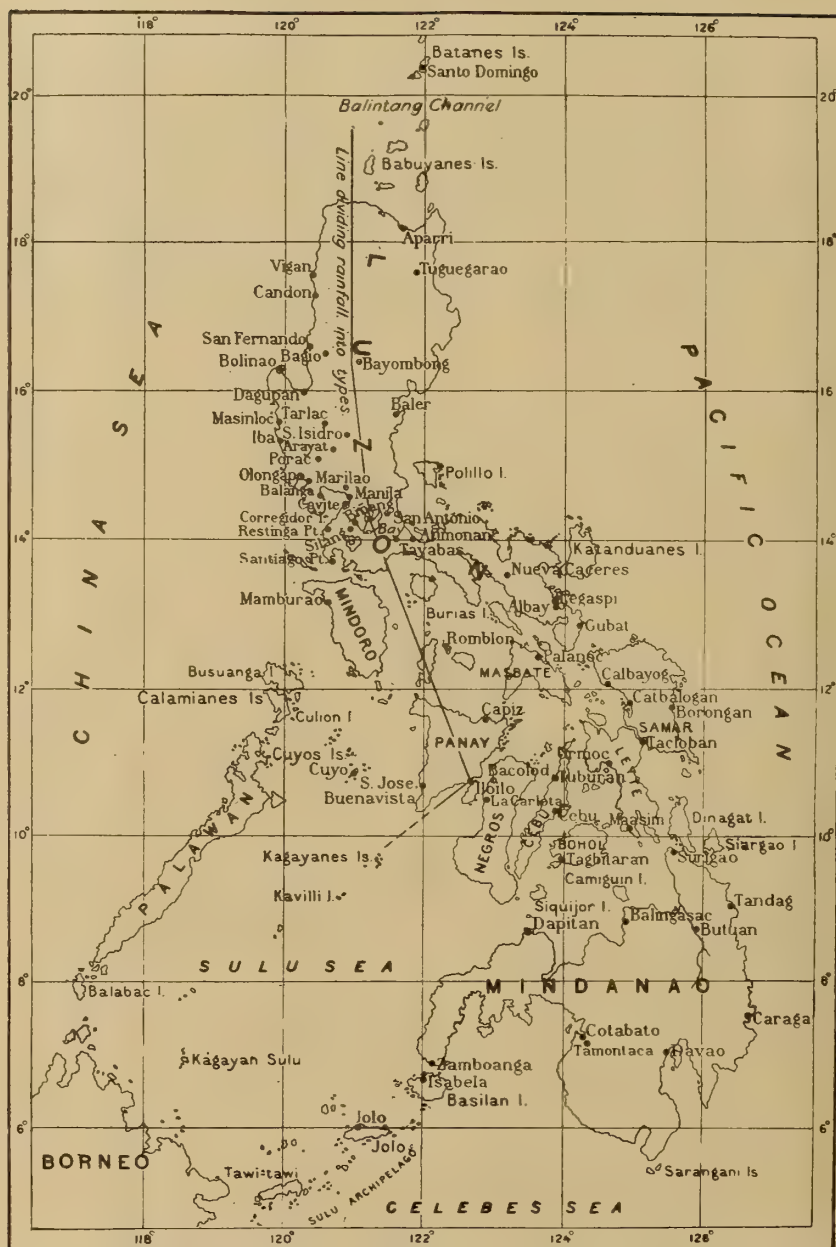 118°
120°
122°
124°
126°
Batanes Is.
Santo Domingo
20°
20°
Balintang Channel
Line dividing rainfall into types
Babuyanes Is.
18°
18°
Aparri
Vigan
Tuguegarao
Candon
LUZON
San Fernando
Bagio
Bolinao
Bayombong
16°
16°
Dagupan
Baler
Masinloc
Tarlac
Iba
S. Isidro
Arayat
Porac
Polillo I.
Olongapo
Marilao
Balanga
Manila
Cavite
Corregidor I.
San Antonio
Bay
14°
14°
Restinga Pt.
Silang
Atimonan
Tayabas
Santiago Pt.
Katanduanes I.
Nueva Caceres
Mamburao
MINDORO
Burias I.
Albay
Legaspi
Gubat
Romblon
Palanoc
MASBATE
Busuanga I.
Calbayog
12°
12°
Calamianes Is
Catbalogan
Culion I
Capiz
Borongan
SAMAR
PANAY
Tacloban
Cuyos Is.
Ormoc
LEYTE
Cuyo
Bacolod
Tuburan
S. Jose
Buenavista
Iloilo
La Carlota
Cebu
CEBU
Maasim
Dinagat I.
10°
10°
PALAWAN
NEGROS
BOHOL
Siargao I
Kagayanes Is.
Tagbilaran
Surigao
Camiguin I.
Kavilli I.
Siquijor I.
Tandag
Dapitan
Balingasac
Butuan
SULU SEA
8°
8°
MINDANAO
Balabac I.
Caraga
Cotabato
Tamontaca
Davao
Kagayan Sulu
Zamboanga
Isabela
Basilan I.
6°
6°
Jolo
Jolo
BORNEO
Tawi-tawi
SULU ARCHIPELAGO
Sarangani Is
CELEBES SEA
CHINA SEA
PACIFIC OCEAN
118°
120°
122°
124°
126°